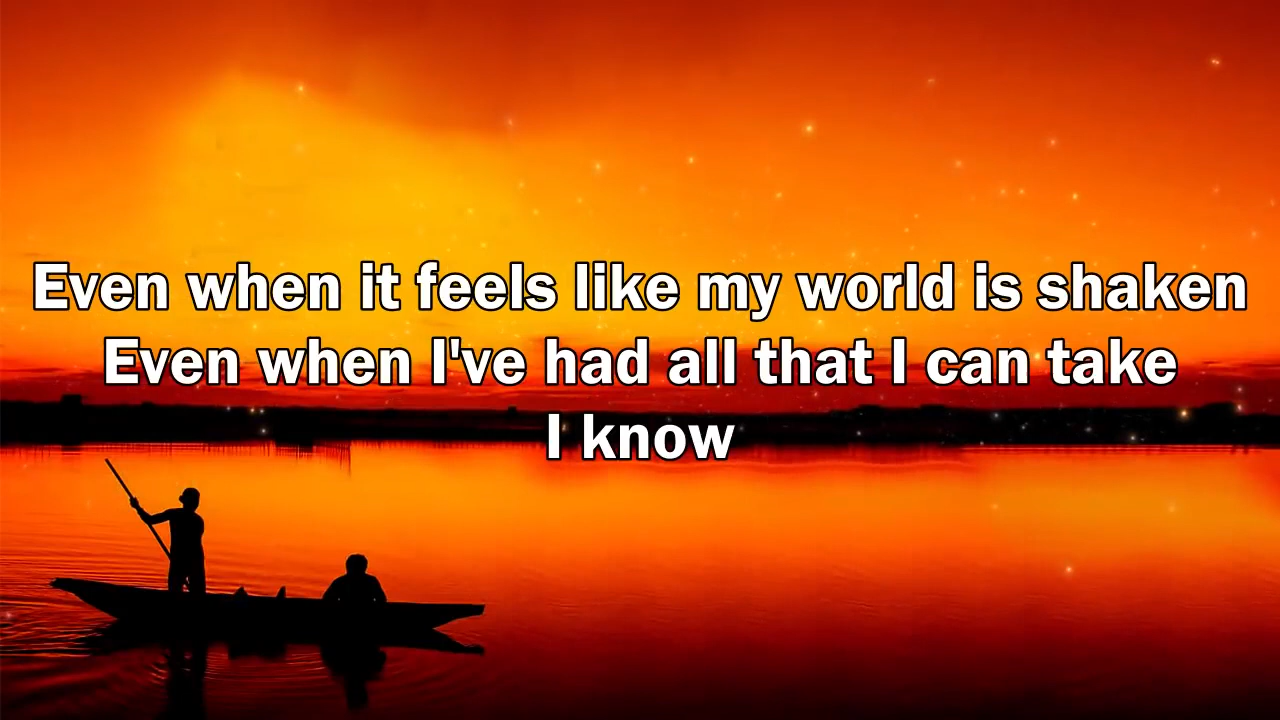 Even when it feels like my world is shaken
Even when I've had all that I can take
I know